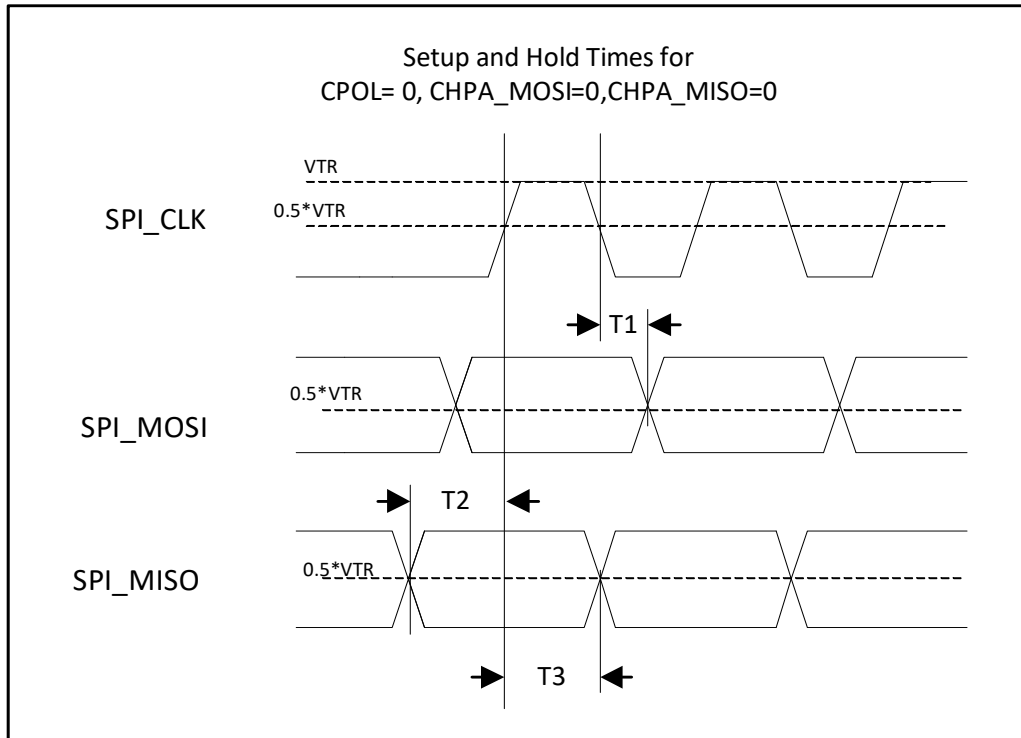 Setup and Hold Times for
CPOL= 0, CHPA_MOSI=0,CHPA_MISO=0
VTR
SPI_CLK
0.5*VTR
T1
0.5*VTR
SPI_MOSI
T2
0.5*VTR
SPI_MISO
T3